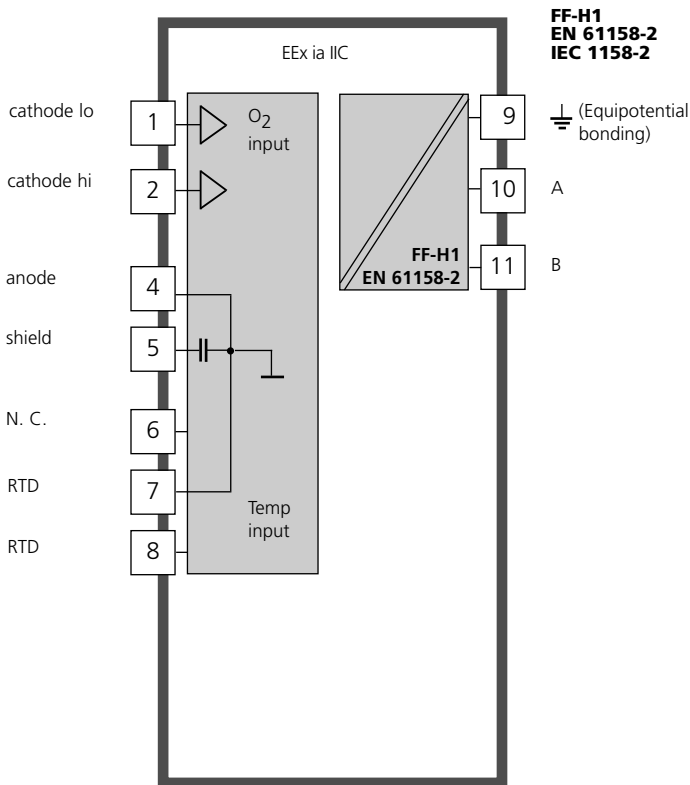 FF-H1
EN 61158-2
IEC 1158-2
EEx ia IIC
cathode lo
1
O2
input
9
(Equipotential
bonding)
cathode hi
2
10
A
FF-H1
EN 61158-2
11
B
anode
4
shield
5
N. C.
6
RTD
7
Temp
input
RTD
8